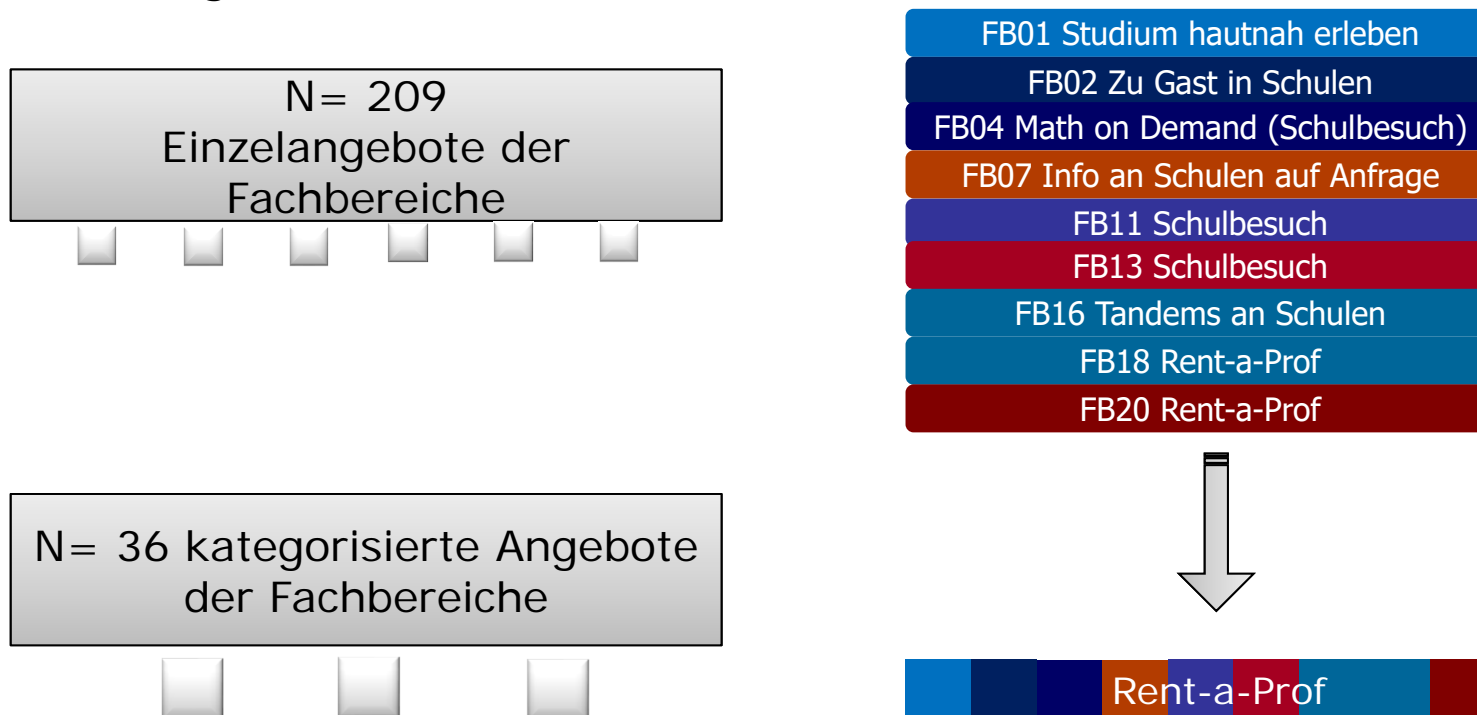 N= 209
Einzelangebote der
Fachbereiche
N= 36 kategorisierte Angebote
der Fachbereiche
FB01 Studium hautnah erleben
FB02 Zu Gast in Schulen
FB04 Math on Demand (Schulbesuch)
FB07 Info an Schulen auf Anfrage
FB11 Schulbesuch
FB13 Schulbesuch
FB16 Tandems an Schulen
FB18 Rent-a-Prof
FB20 Rent-a-Prof
Rent-a-Prof